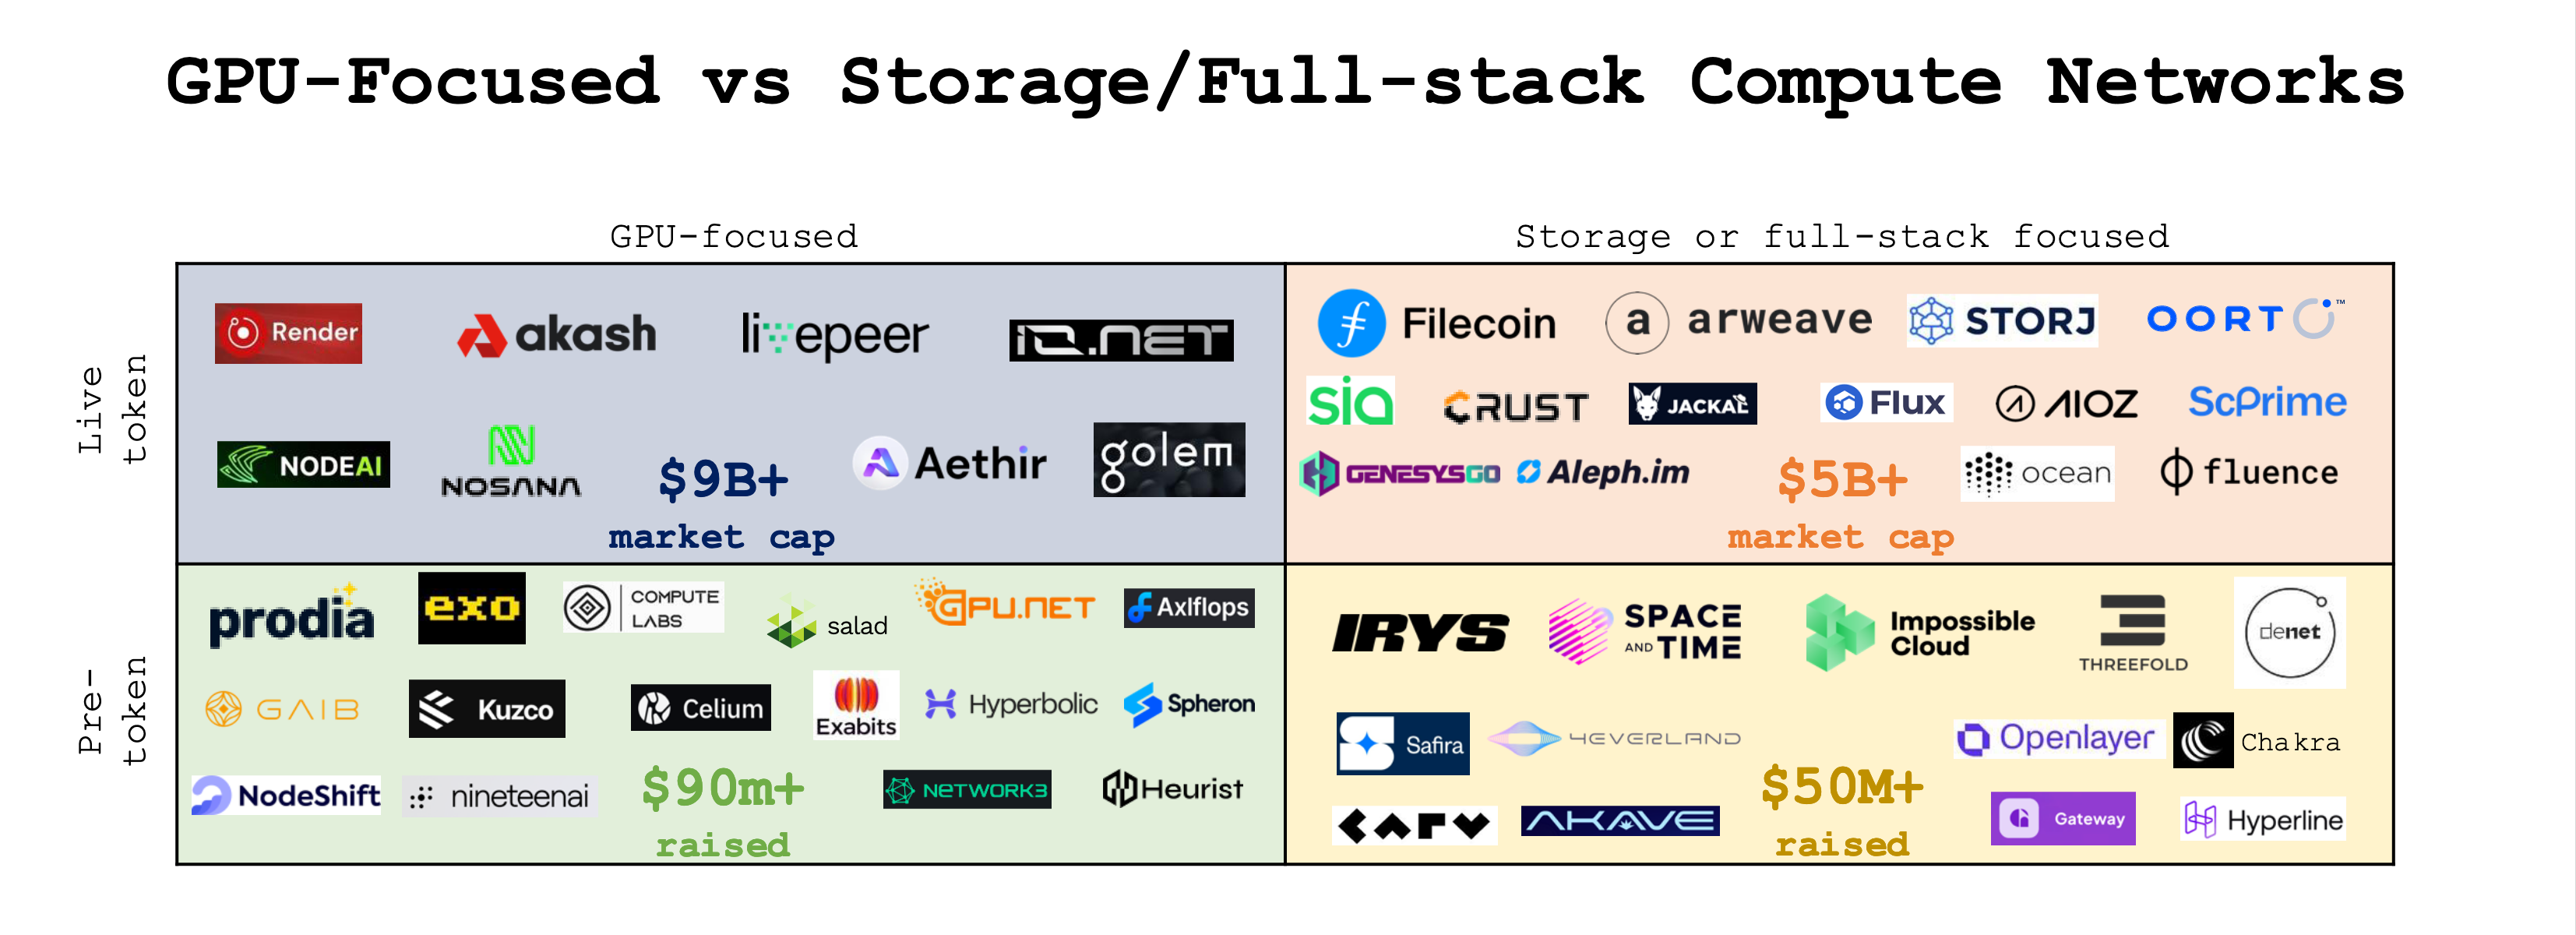 GPU-Focused vs Storage/Full-stack Compute Networks
GPU-focused
Storage or full-stack focused
Live
token
Render
akash
livepeer
io.net
NODEAI
NOSANA
$9B+
market cap
Aethir
golem
Filecoin
a arweave
STORJ
OORT ™
sia
CRUST
JACKAL
Flux
AIOZ
ScPrime
GENESYSGO
Aleph.im
$5B+
market cap
ocean
fluence
Pre-
token
prodia
exo
COMPUTE
LABS
salad
GPU.NET
Axlflops
GAIB
Kuzco
Celium
Exabits
Hyperbolic
Spheron
NodeShift
nineteenai
$90m+
raised
NETWORK3
Heurist
IRYS
SPACE
AND TIME
Impossible
Cloud
THREEFOLD
denet
Safira
4EVERLAND
Openlayer
Chakra
CARV
AKAVE
$50M+
raised
Gateway
Hyperline